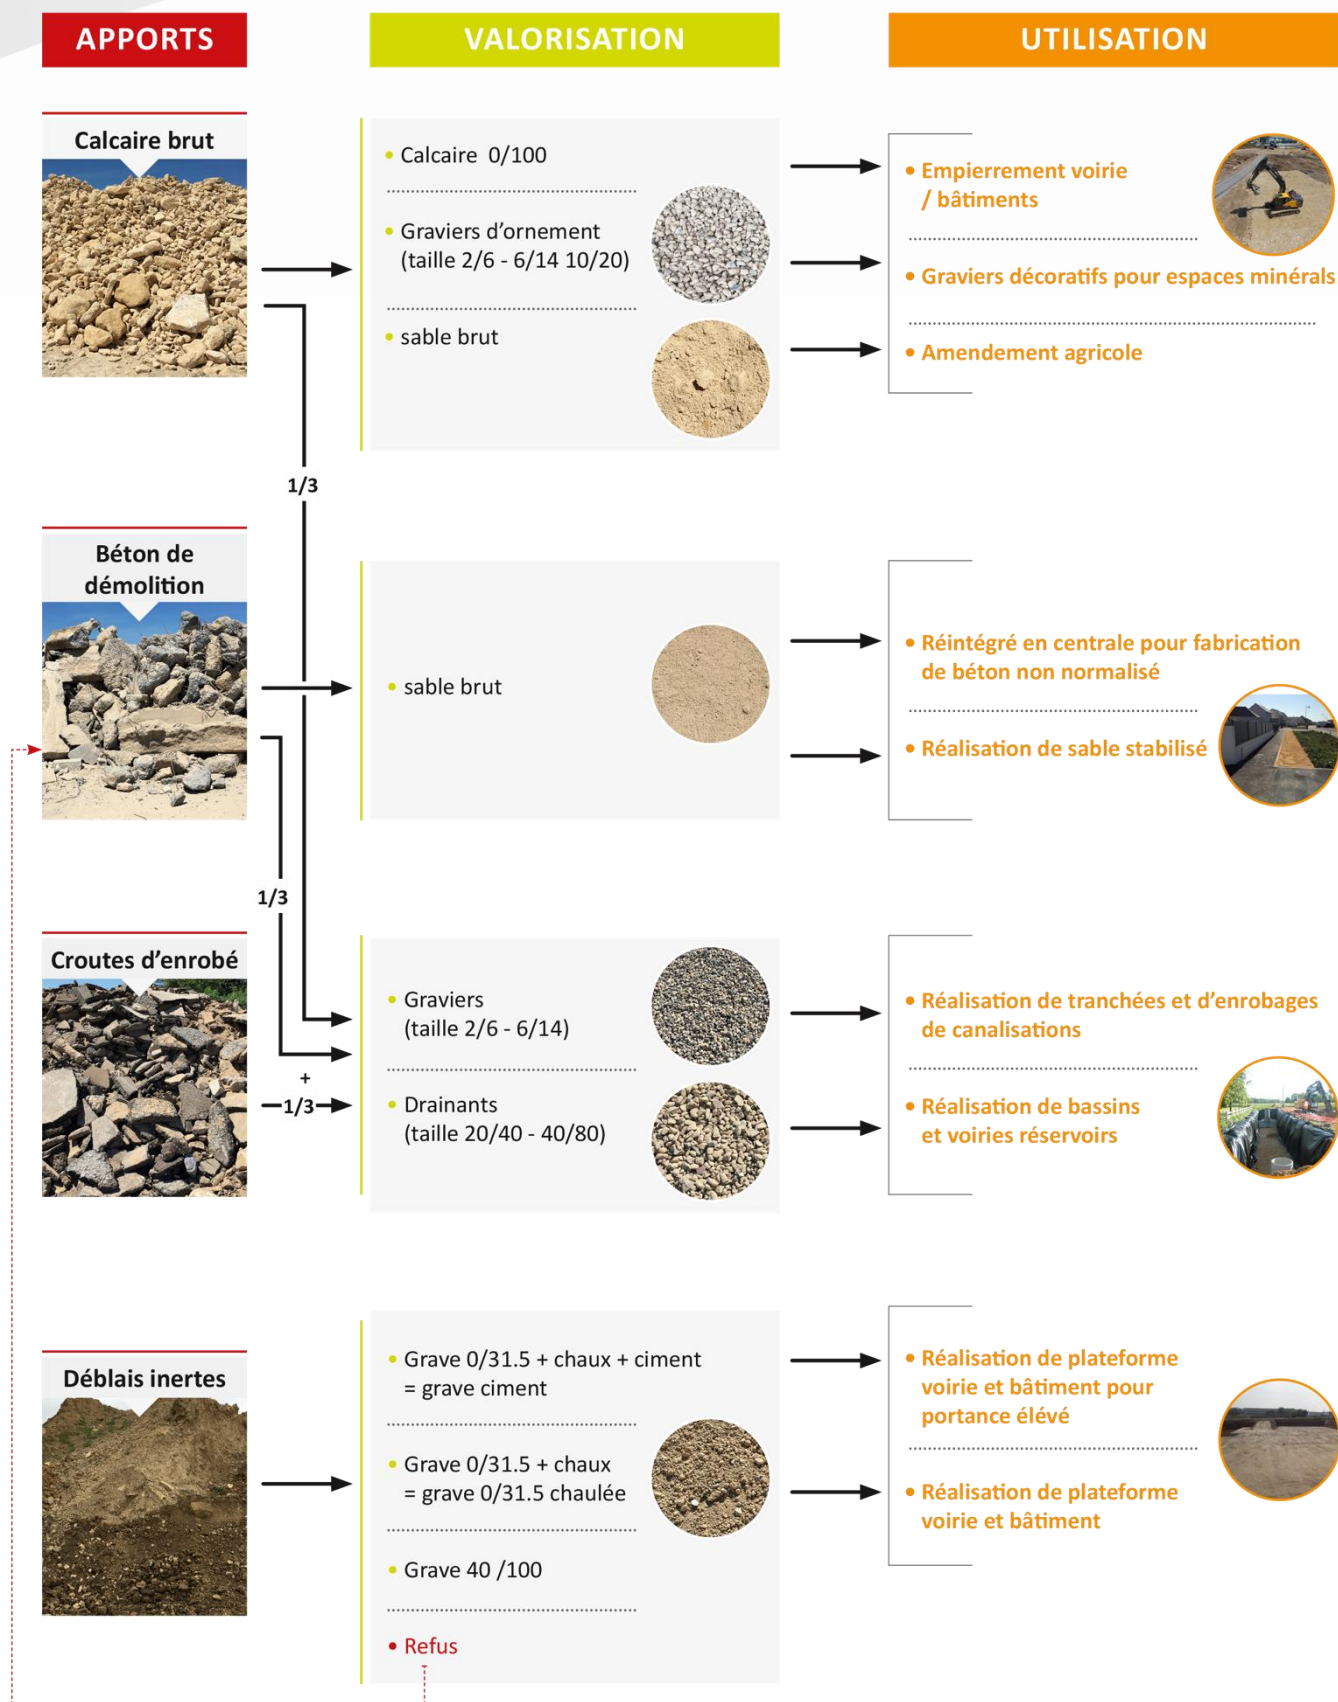 APPORTS
VALORISATION
UTILISATION
Calcaire brut
• Calcaire 0/100
• Graviers d’ornement
(taille 2/6 - 6/14 10/20)
• sable brut
• Empierrement voirie
/ bâtiments
• Graviers décoratifs pour espaces minérals
• Amendement agricole
1/3
Béton de
démolition
• sable brut
• Réintégré en centrale pour fabrication
de béton non normalisé
• Réalisation de sable stabilisé
1/3
Croutes d’enrobé
+
1/3
• Graviers
(taille 2/6 - 6/14)
• Drainants
(taille 20/40 - 40/80)
• Réalisation de tranchées et d’enrobages
de canalisations
• Réalisation de bassins
et voiries réservoirs
Déblais inertes
• Grave 0/31.5 + chaux + ciment
= grave ciment
• Grave 0/31.5 + chaux
= grave 0/31.5 chaulée
• Grave 40 /100
• Refus
• Réalisation de plateforme
voirie et bâtiment pour
portance élévé
• Réalisation de plateforme
voirie et bâtiment